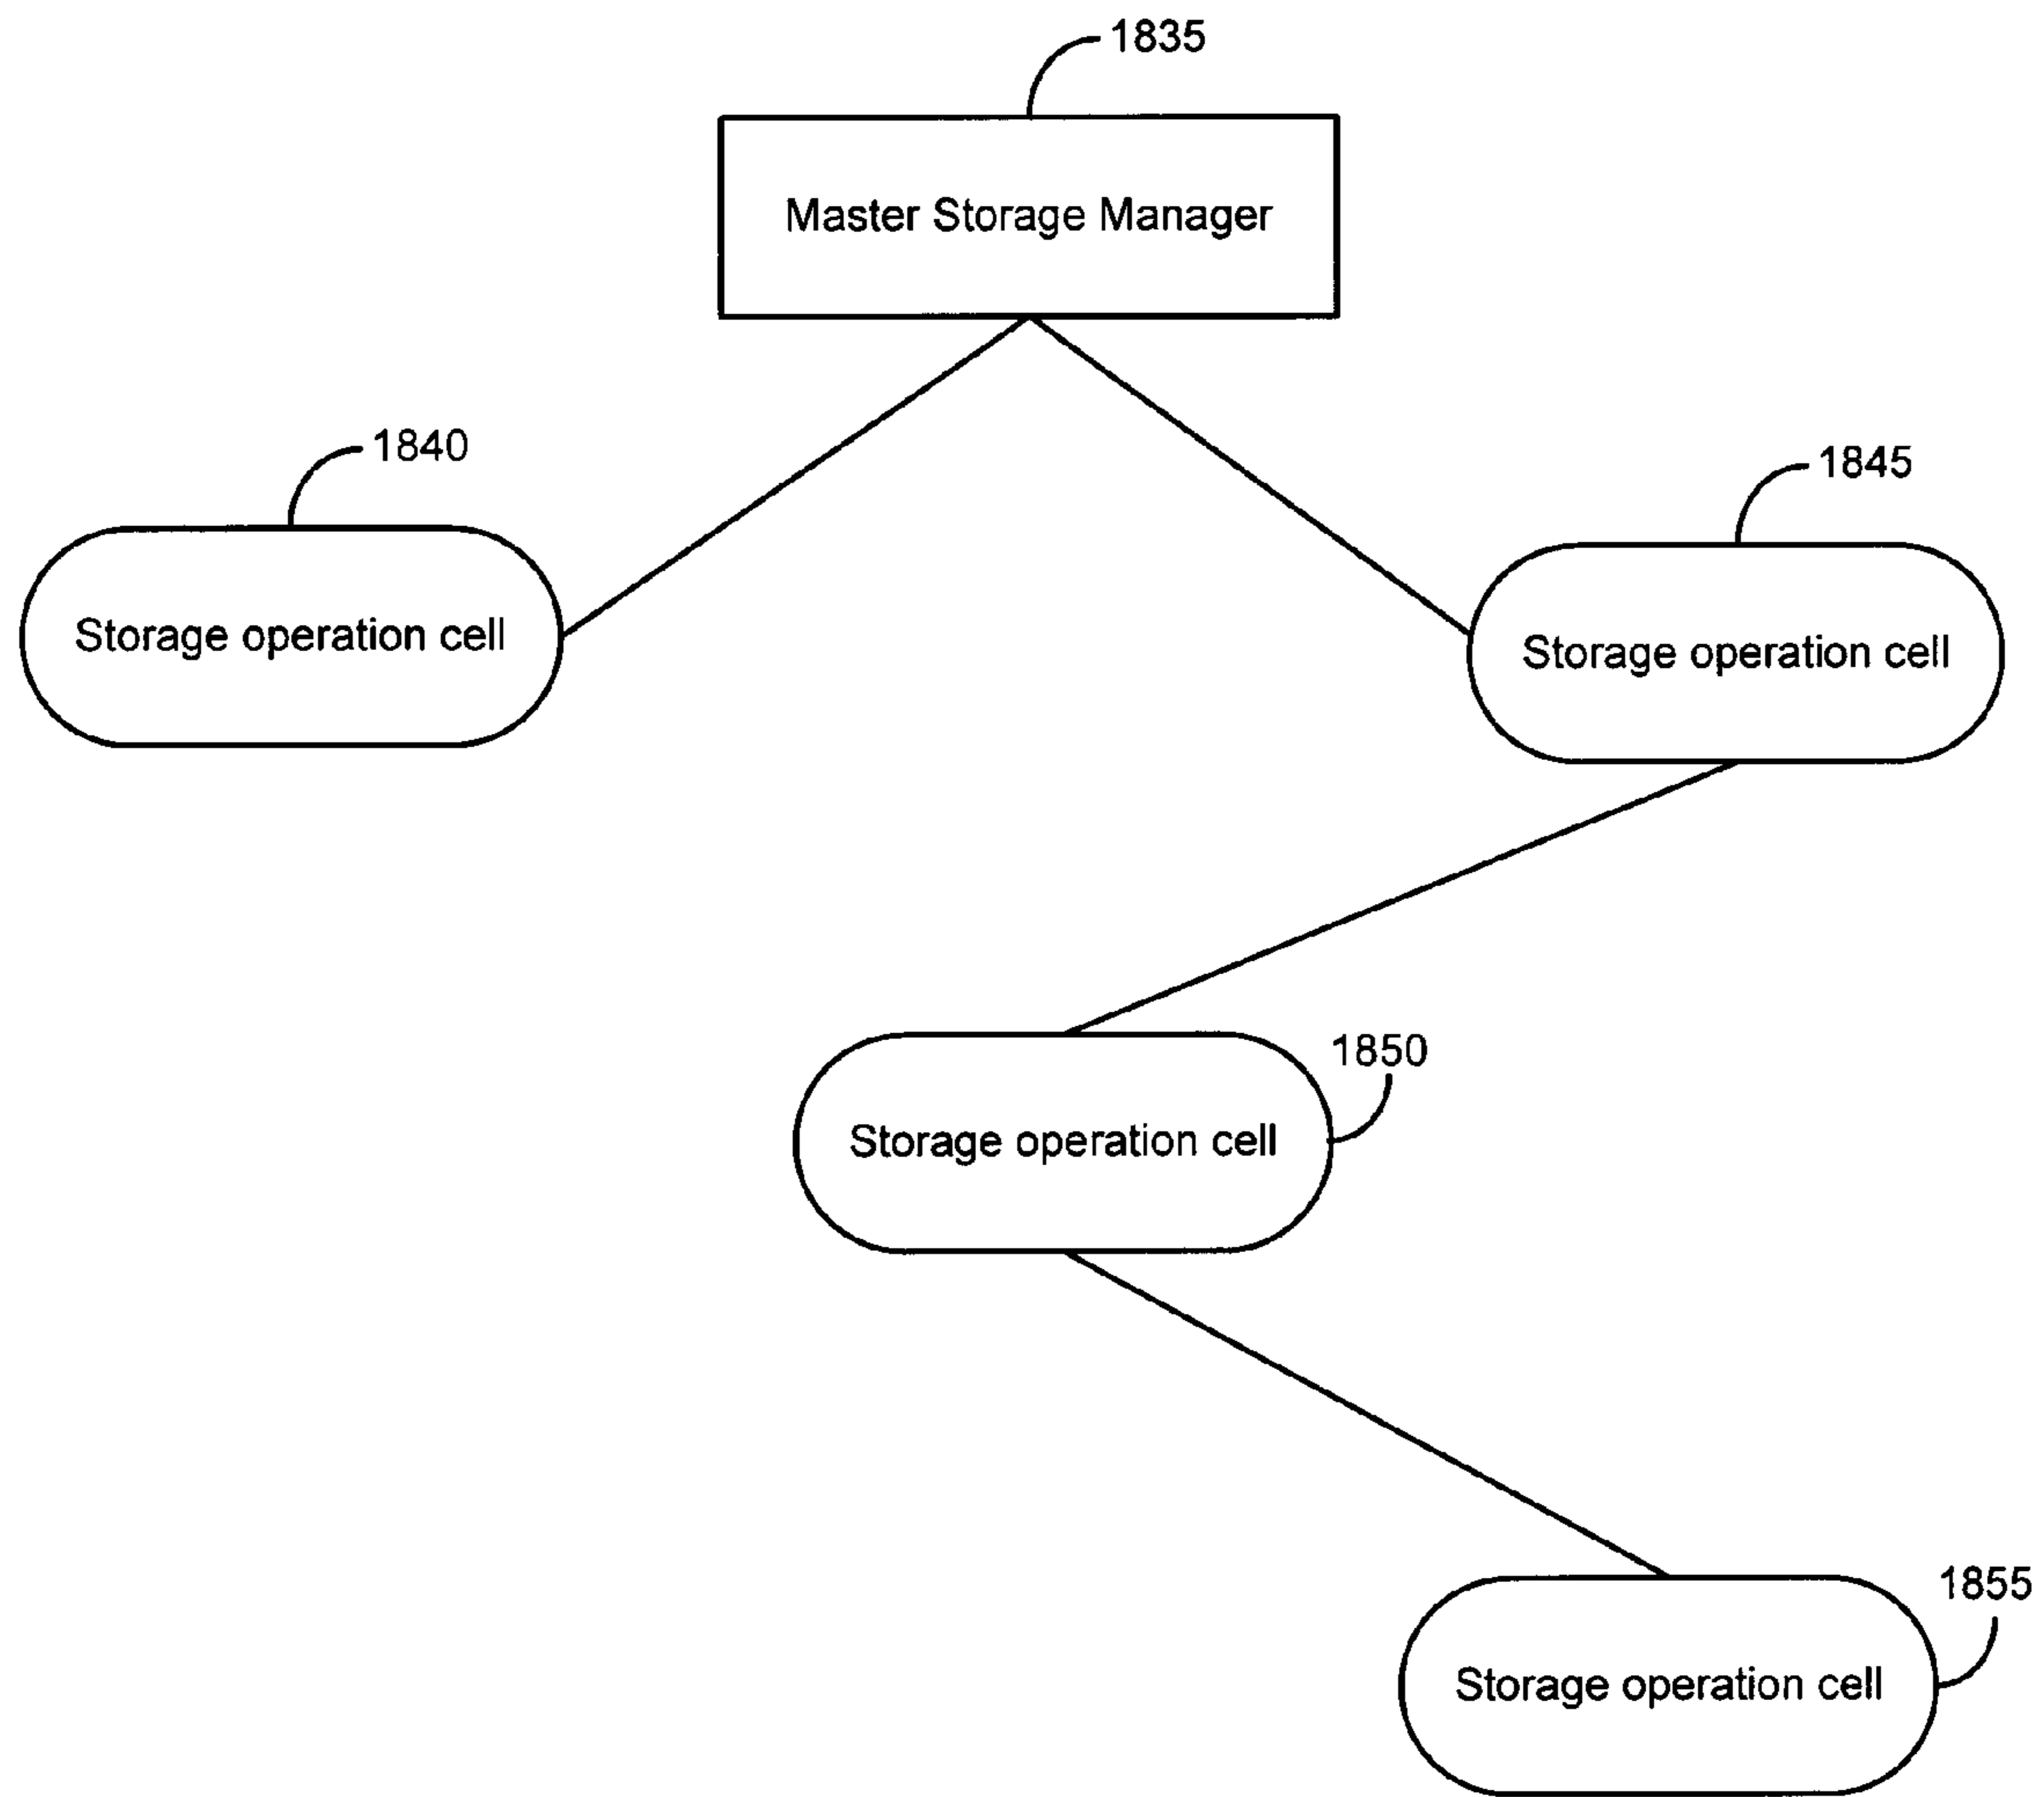 1835
Master Storage Manager
1840
1845
Storage operation cell
Storage operation cell
1850
Storage operation cell
1855
Storage operation cell